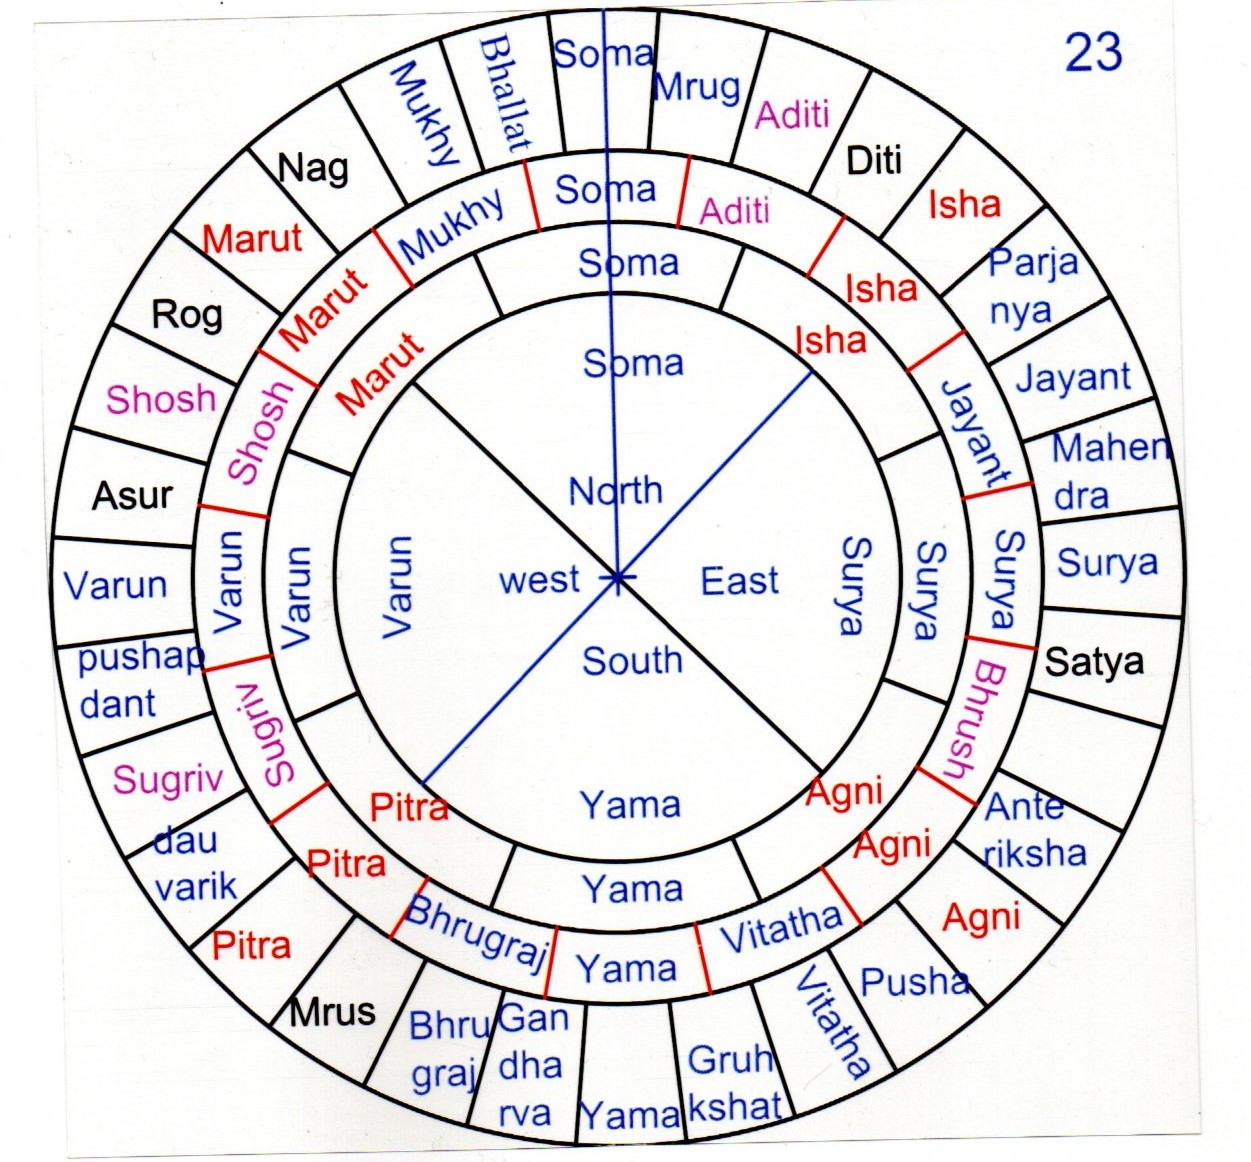 23
Soma
Mrug
Aditi
Diti
Isha
Parja
nya
Jayant
Mahen
dra
Surya
Satya
Ante
riksha
Agni
Pusha
Vitatha
Gruh
kshat
Yama
Gan
dha
rva
Bhru
graj
Mrus
Pitra
dau
varik
Sugriv
pushap
dant
Varun
Asur
Shosh
Rog
Marut
Nag
Mukhy
Bhallat
Soma
Aditi
Isha
Jayant
Surya
Bhrush
Agni
Vitatha
Yama
Bhrugraj
Pitra
Sugriv
Varun
Shosh
Marut
Mukhy
Soma
Isha
Surya
Agni
Yama
Pitra
Varun
Marut
Soma
North
Surya
East
South
Yama
west
Varun